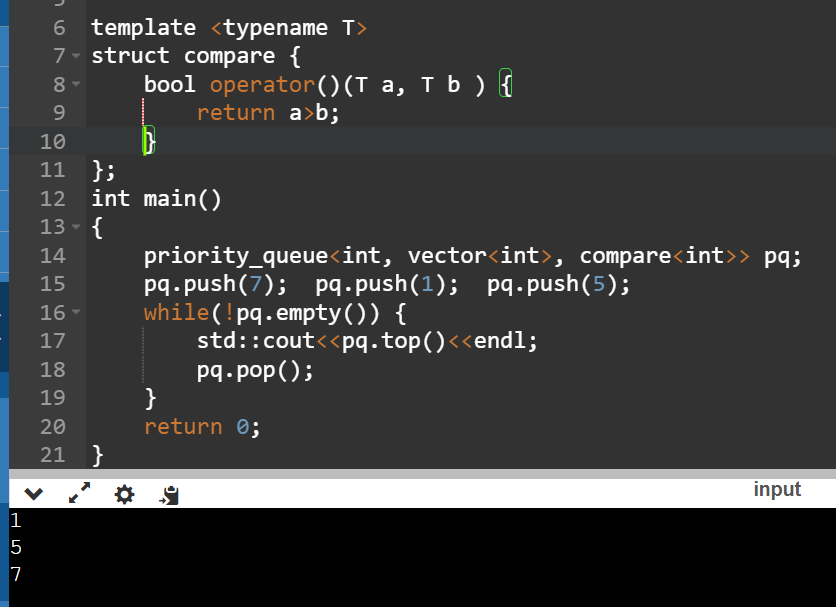 6 template <typename T>
7 struct compare {
8     bool operator()(T a, T b ) {
9         return a>b;
10     }
11 };
12 int main()
13 {
14     priority_queue<int, vector<int>, compare<int>> pq;
15     pq.push(7);  pq.push(1);  pq.push(5);
16     while(!pq.empty()) {
17         std::cout<<pq.top()<<endl;
18         pq.pop();
19     }
20     return 0;
21 }
input
1
5
7